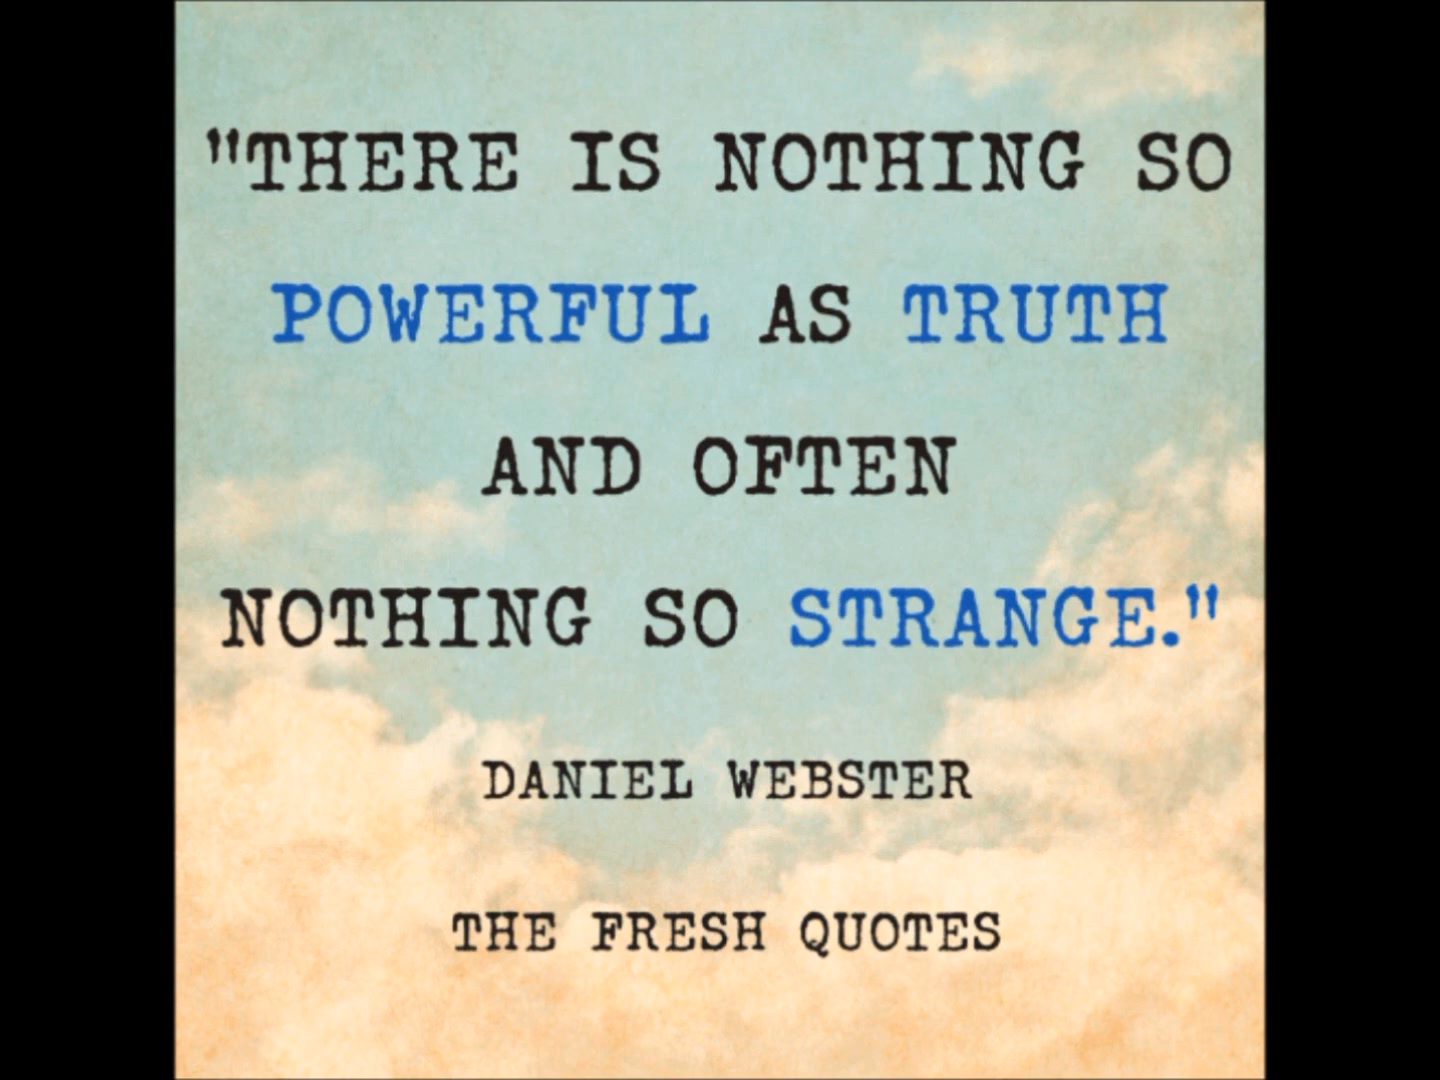 "THERE IS NOTHING SO
POWERFUL AS TRUTH
AND OFTEN
NOTHING SO STRANGE."
DANIEL WEBSTER
THE FRESH QUOTES